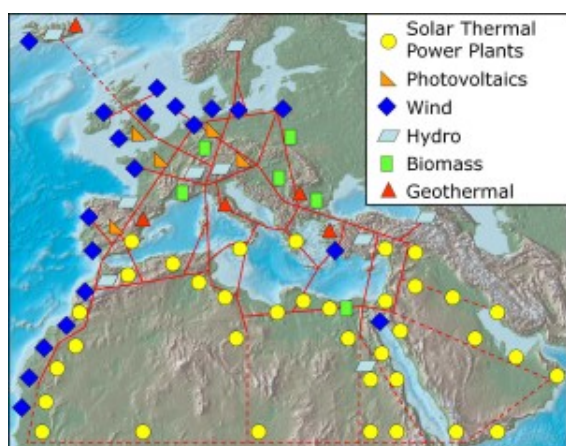 Solar Thermal
Power Plants
Photovoltaics
Wind
Hydro
Biomass
Geothermal